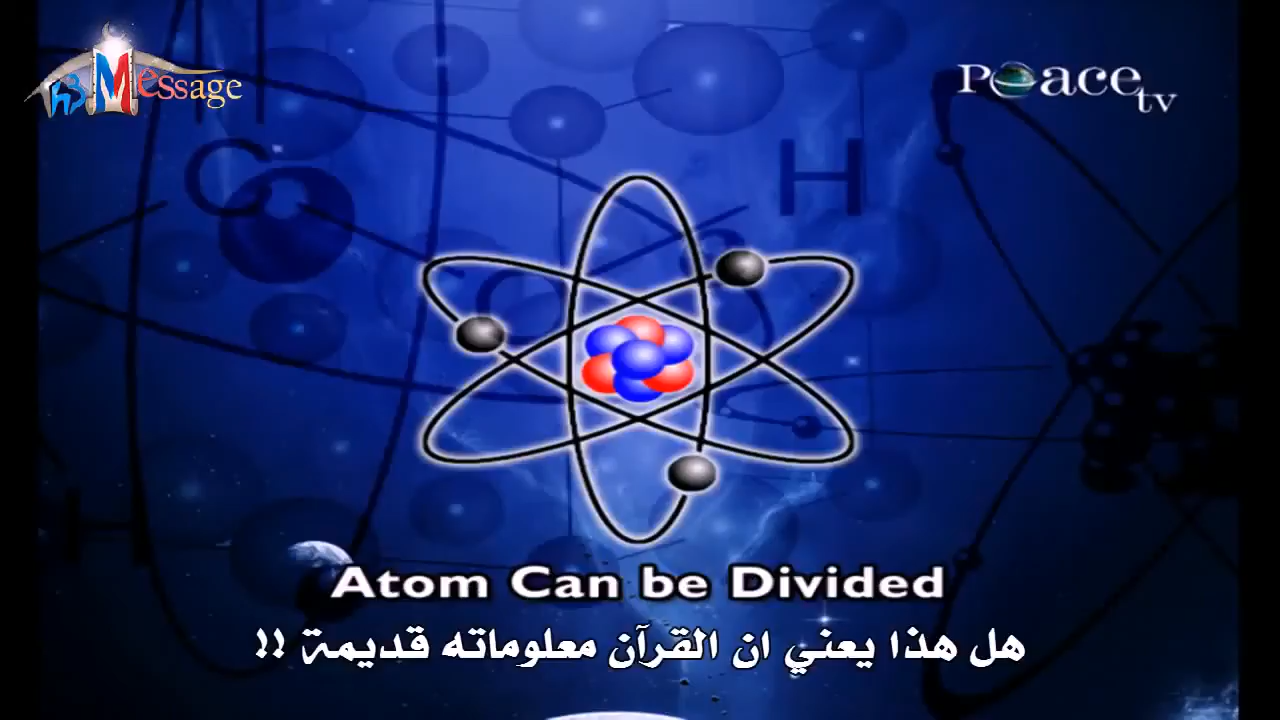 Message
Peace tv
C
H
O
H
Atom Can be Divided
هل هذا يعني ان القرآن معلوماته قديمة !!